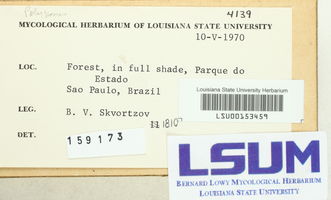 4139
MYCOLOGICAL HERBARIUM OF LOUISIANA STATE UNIVERSITY
10-V-1970
LOC. Forest, in full shade, Parque do
Estado
Sao Paulo, Brazil
Louisiana State University Herbarium
LSU00153459
LEG. B. V. Skvortzov
DET.
159173
LSUM
BERNARD LOWY MYCOLOGICAL HERBARIUM
LOUISIANA STATE UNIVERSITY